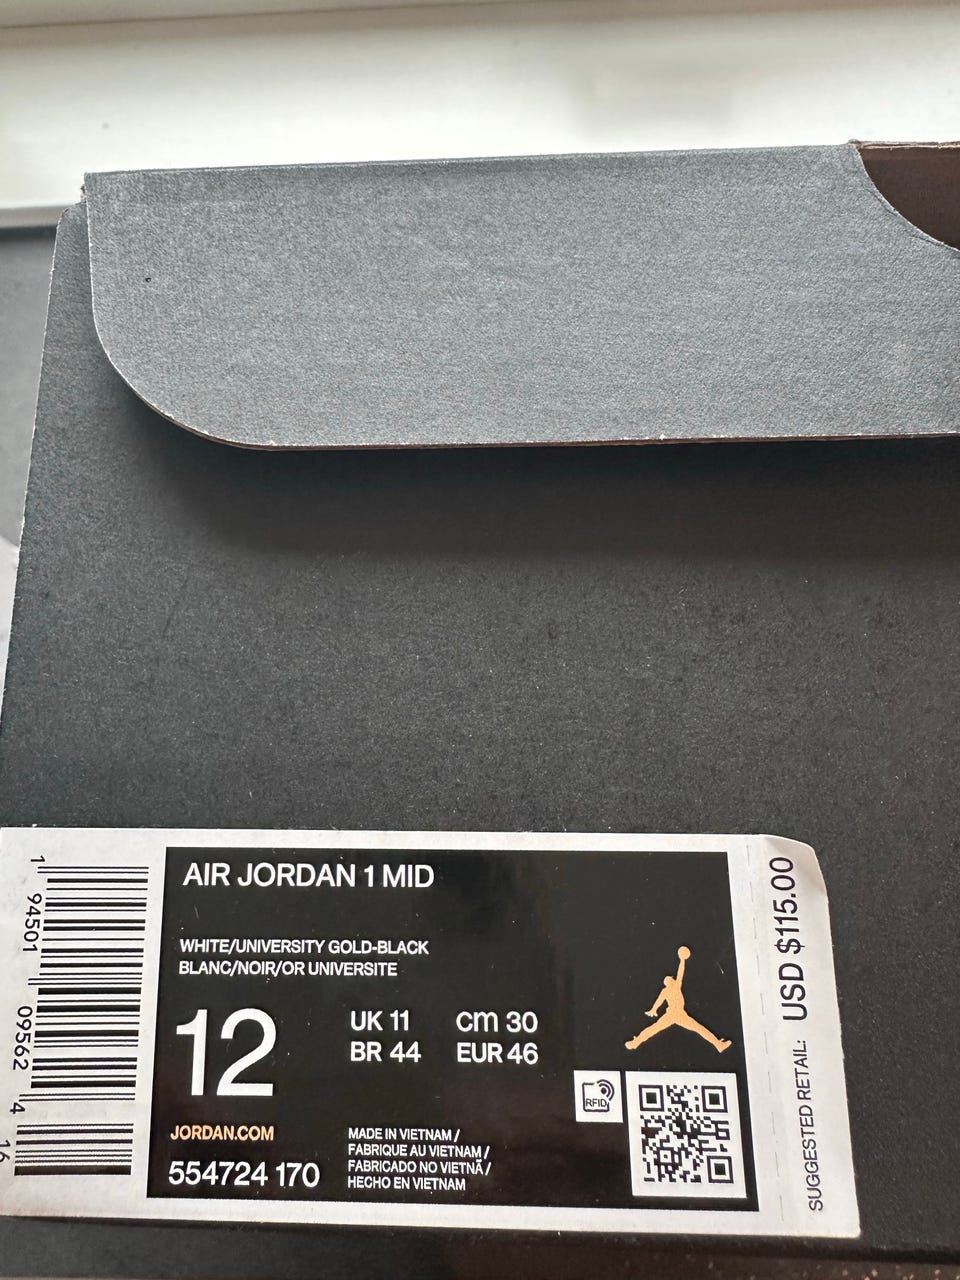 AIR JORDAN 1 MID
WHITE/UNIVERSITY GOLD-BLACK
BLANC/NOIR/OR UNIVERSITE
12
UK 11
CM 30
BR 44
EUR 46
JORDAN.COM
554724 170
MADE IN VIETNAM /
FABRIQUE AU VIETNAM /
FABRICADO NO VIETNÃ /
HECHO EN VIETNAM
RFID
SUGGESTED RETAIL: USD $115.00
1 94501 09562 4
16